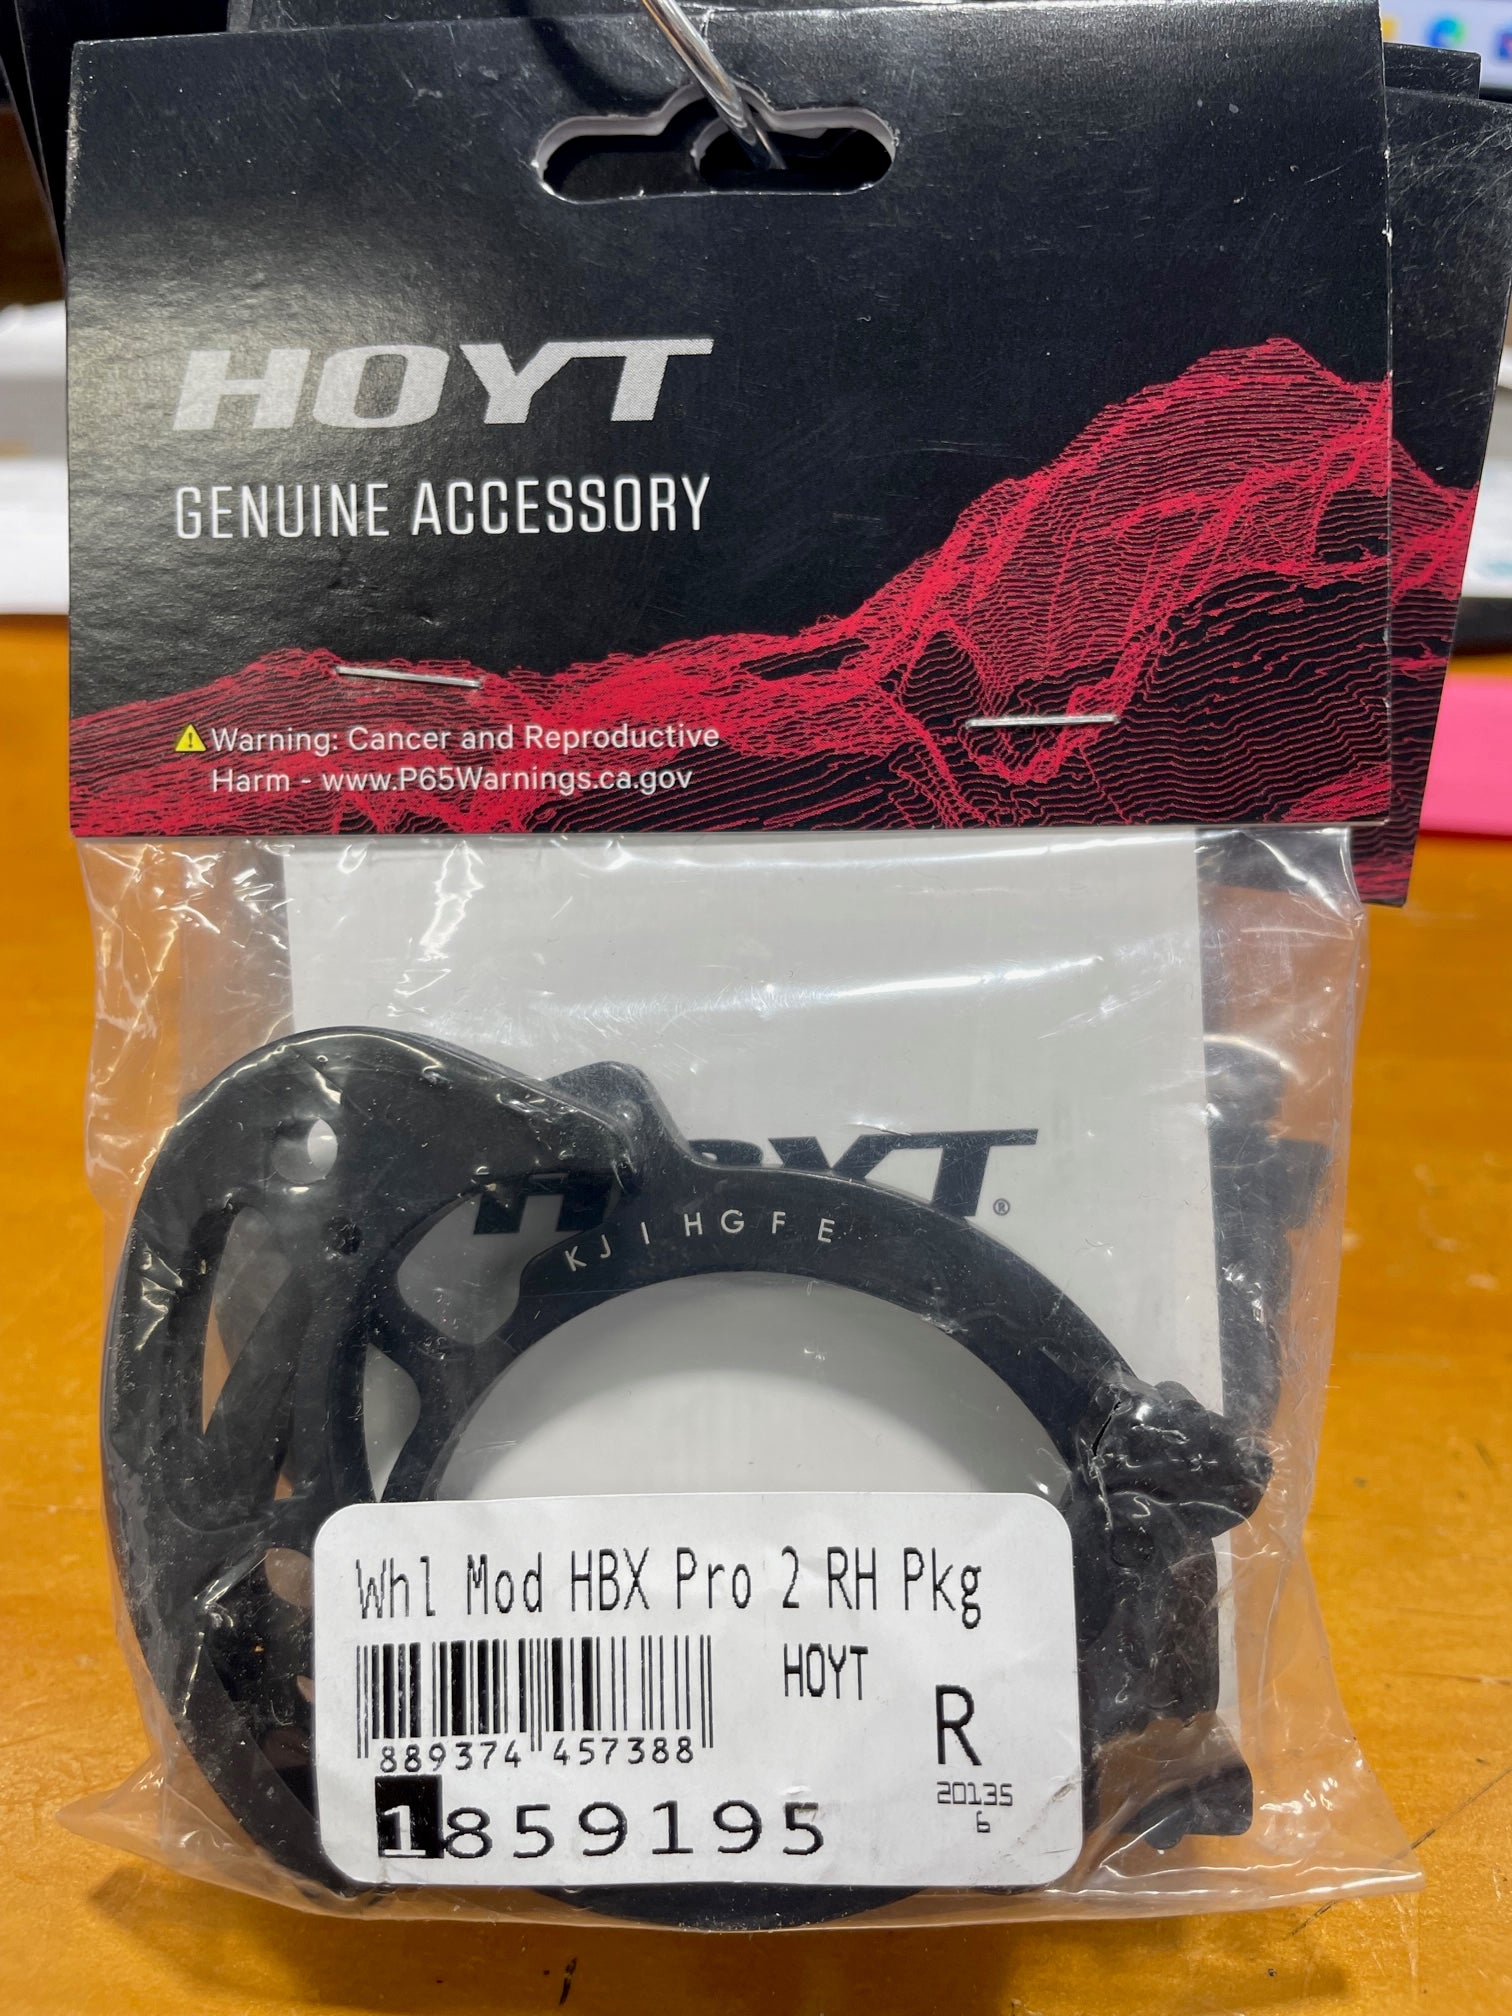 HOYT
GENUINE ACCESSORY
⚠Warning: Cancer and Reproductive
Harm - www.P65Warnings.ca.gov
HOYT®
K J I H G F E
Whl Mod HBX Pro 2 RH Pkg
HOYT
R
889374 457388
20135
6
1859195